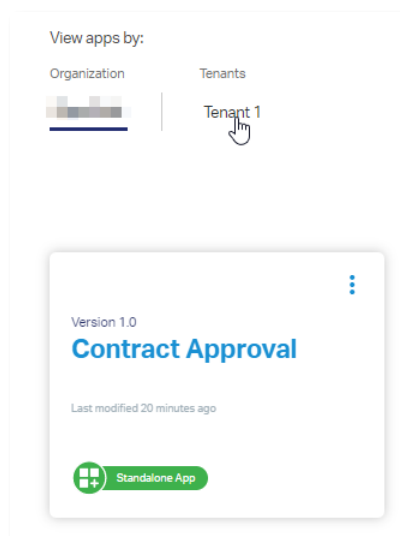 View apps by:
Organization Tenants
Tenant 1
Version 1.0
Contract Approval
Last modified 20 minutes ago
Standalone App